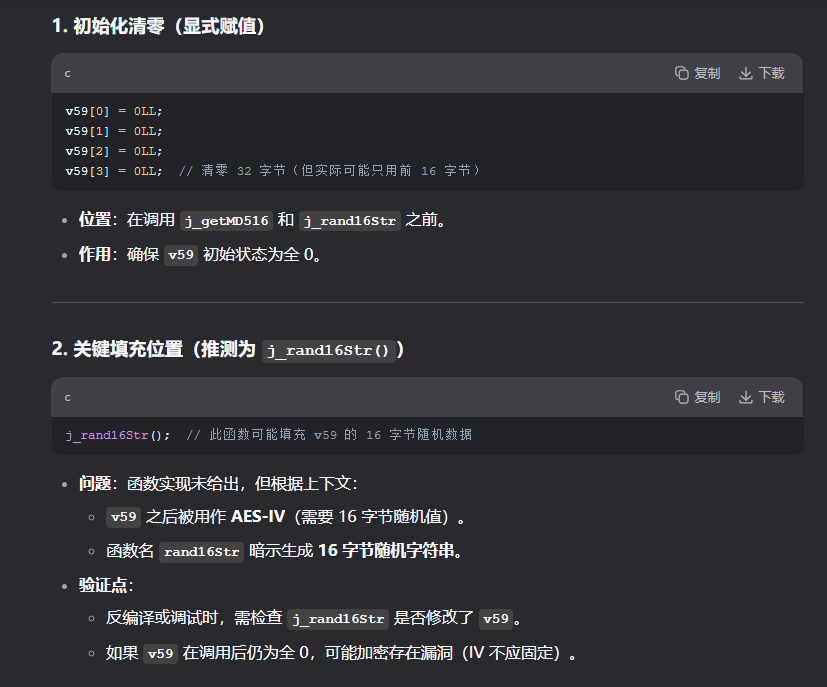 1. 初始化清零（显式赋值）
c 复制 下载
v59[0] = 0LL;
v59[1] = 0LL;
v59[2] = 0LL;
v59[3] = 0LL;  // 清零 32 字节（但实际可能只用前 16 字节）
• 位置：在调用 j_getMD516 和 j_rand16Str 之前。
• 作用：确保 v59 初始状态为全 0。
2. 关键填充位置（推测为 j_rand16Str()）
c 复制 下载
j_rand16Str();  // 此函数可能填充 v59 的 16 字节随机数据
• 问题：函数实现未给出，但根据上下文：
◦ v59 之后被用作 AES-IV（需要 16 字节随机值）。
◦ 函数名 rand16Str 暗示生成 16 字节随机字符串。
• 验证点：
◦ 反编译或调试时，需检查 j_rand16Str 是否修改了 v59。
◦ 如果 v59 在调用后仍为全 0，可能加密存在漏洞（IV 不应固定）。